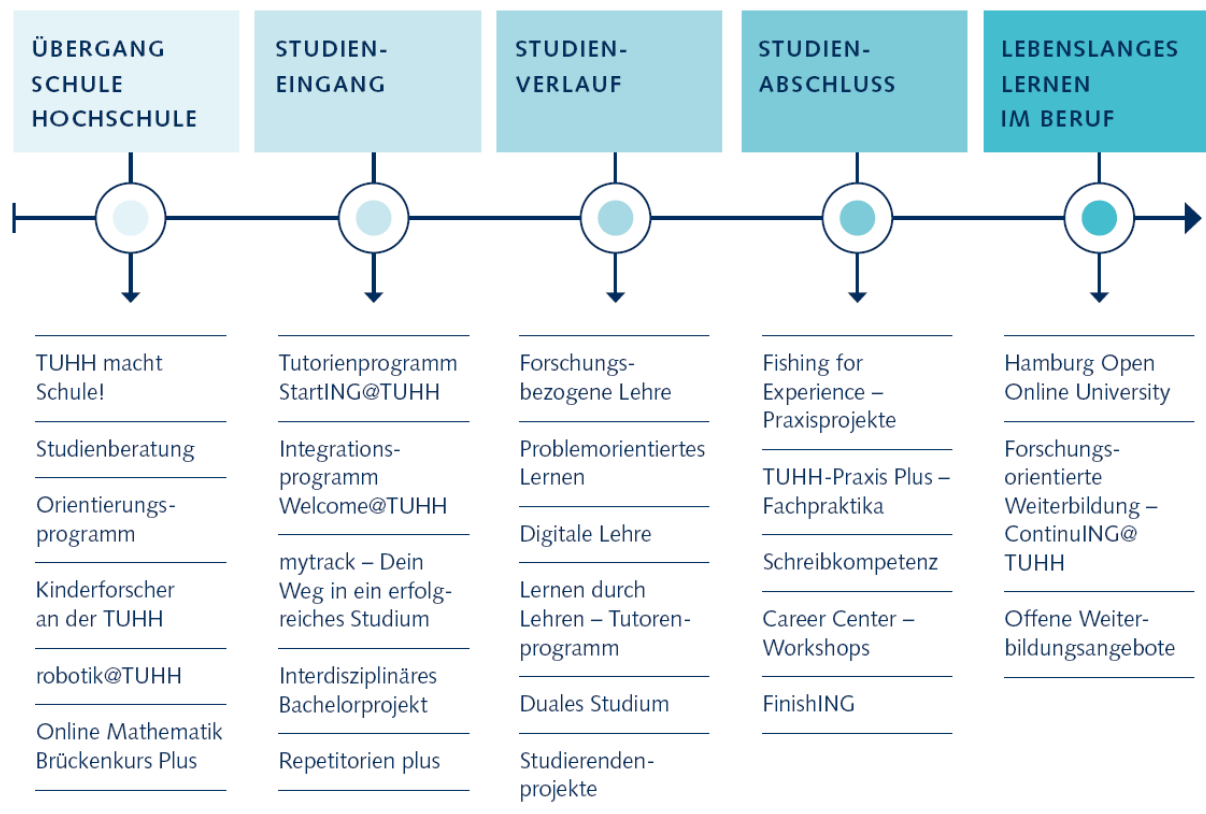 ÜBERGANG
SCHULE
HOCHSCHULE
STUDIEN-
EINGANG
STUDIEN-
VERLAUF
STUDIEN-
ABSCHLUSS
LEBENSLANGES
LERNEN
IM BERUF
TUHH macht
Schule!
Studienberatung
Orientierungs-
programm
Kinderforscher
an der TUHH
robotik@TUHH
Online Mathematik
Brückenkurs Plus
Tutorienprogramm
StartING@TUHH
Integrations-
programm
Welcome@TUHH
mytrack – Dein
Weg in ein erfolg-
reiches Studium
Interdisziplinäres
Bachelorprojekt
Repetitorien plus
Forschungs-
bezogene Lehre
Problemorientiertes
Lernen
Digitale Lehre
Lernen durch
Lehren – Tutoren-
programm
Duales Studium
Studierenden-
projekte
Fishing for
Experience –
Praxisprojekte
TUHH-Praxis Plus –
Fachpraktika
Schreibkompetenz
Career Center –
Workshops
FinishING
Hamburg Open
Online University
Forschungs-
orientierte
Weiterbildung –
ContinuING@
TUHH
Offene Weiter-
bildungsangebote